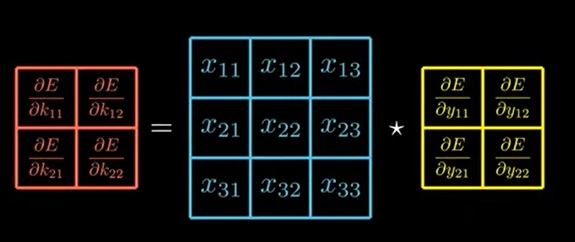 ∂E/∂k₁₁ ∂E/∂k₁₂
∂E/∂k₂₁ ∂E/∂k₂₂
=
x₁₁ x₁₂ x₁₃
x₂₁ x₂₂ x₂₃
x₃₁ x₃₂ x₃₃
⋆
∂E/∂y₁₁ ∂E/∂y₁₂
∂E/∂y₂₁ ∂E/∂y₂₂